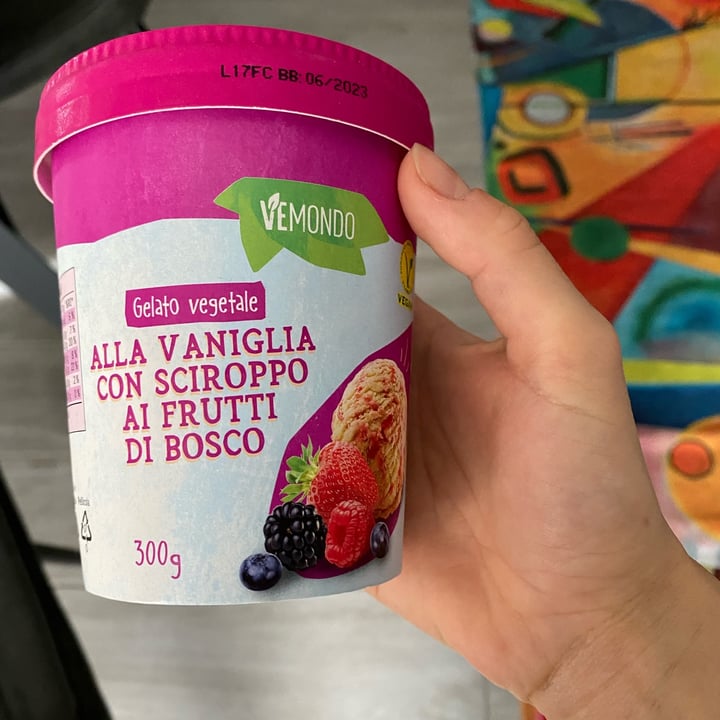 L17FC BB: 06/2023
VEMONDO
Gelato vegetale
ALLA VANIGLIA
CON SCIROPPO
AI FRUTTI
DI BOSCO
300g